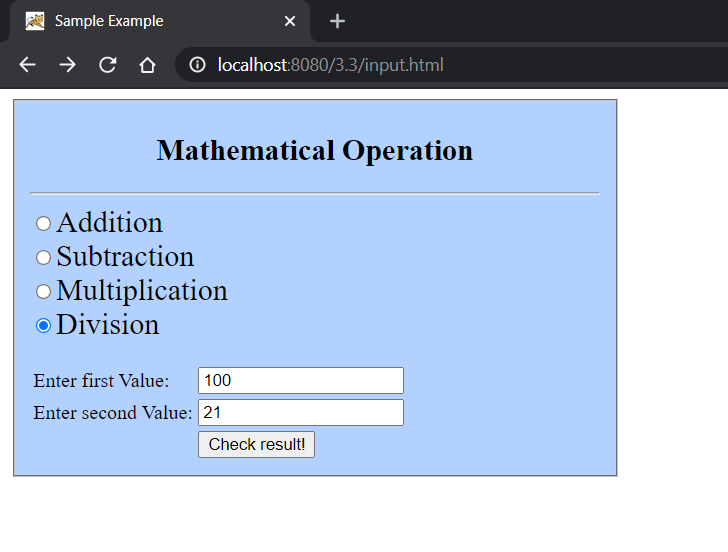 Sample Example
localhost:8080/3.3/input.html
Mathematical Operation
Addition
Subtraction
Multiplication
Division
Enter first Value: 100
Enter second Value: 21
Check result!